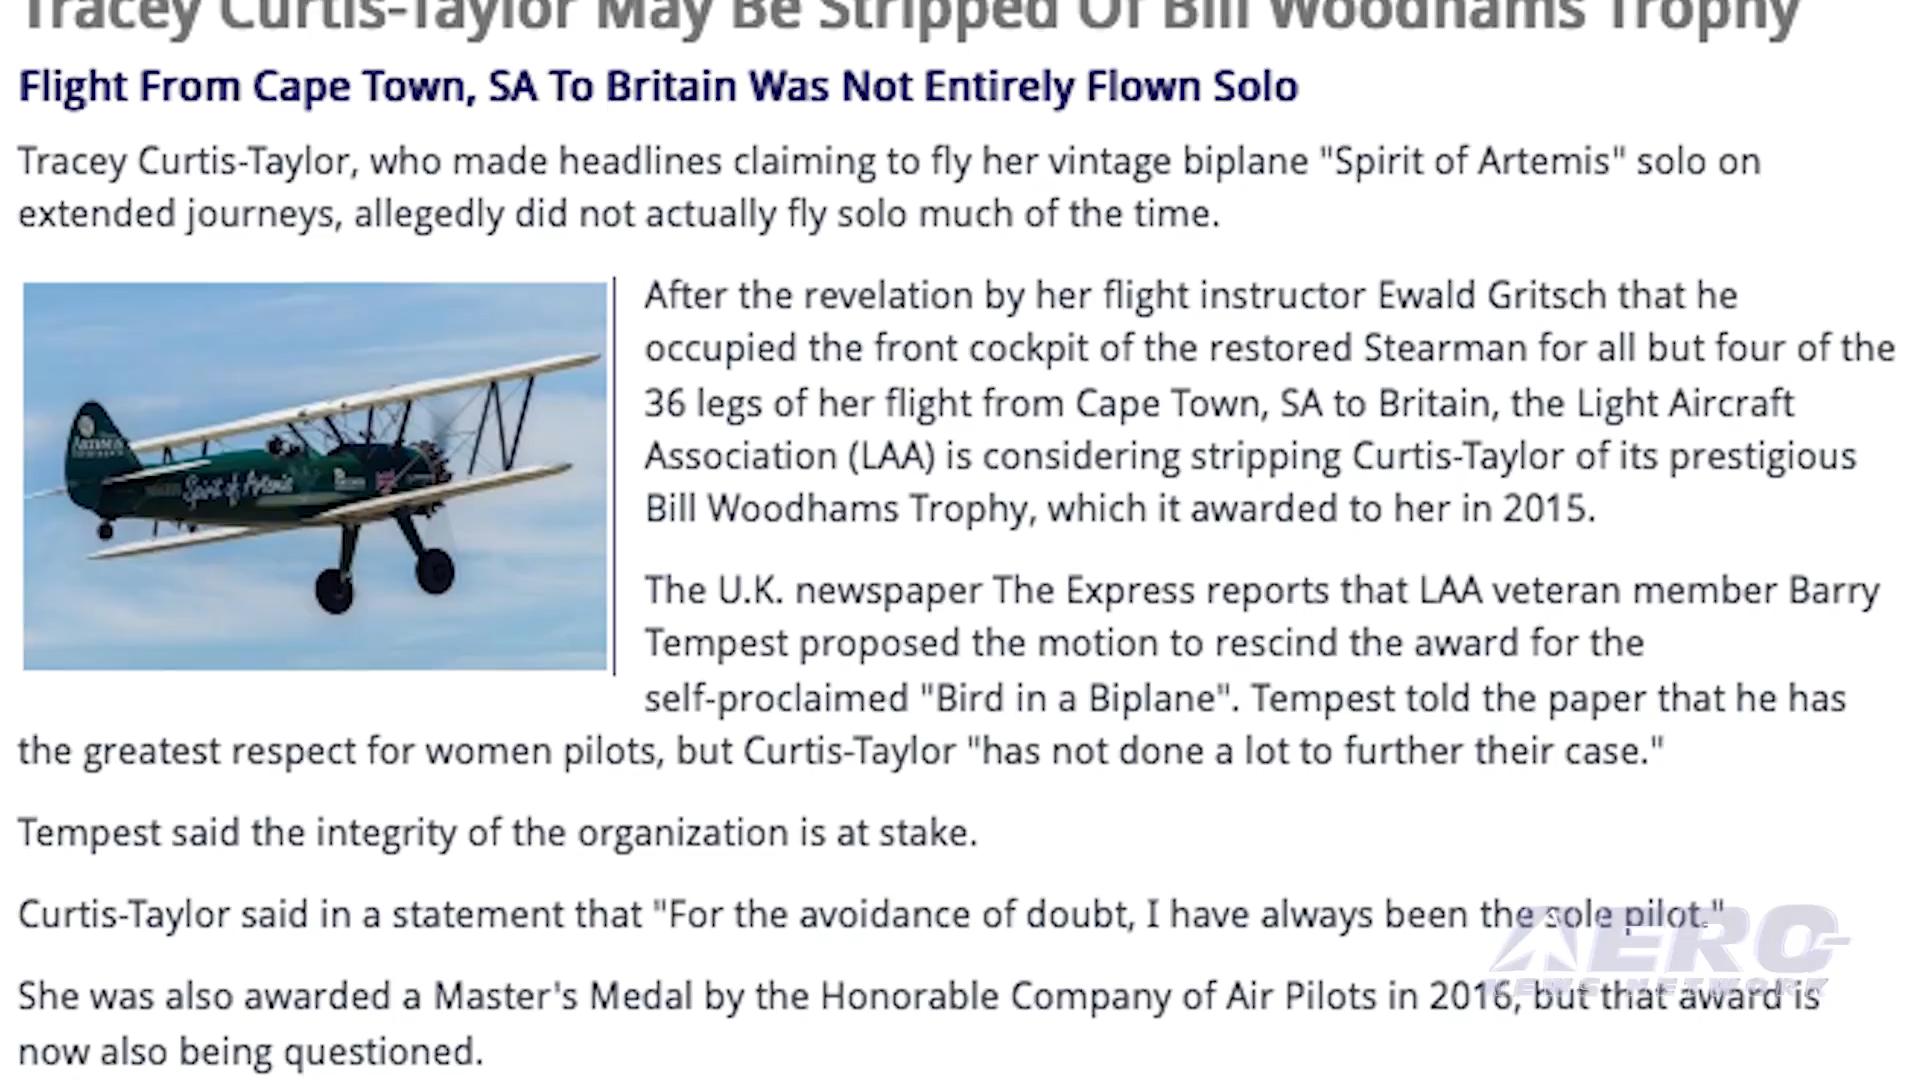 Tracey Curtis-Taylor May Be Stripped Of Bill Woodhams Trophy
Flight From Cape Town, SA To Britain Was Not Entirely Flown Solo
Tracey Curtis-Taylor, who made headlines claiming to fly her vintage biplane "Spirit of Artemis" solo on
extended journeys, allegedly did not actually fly solo much of the time.
After the revelation by her flight instructor Ewald Gritsch that he
occupied the front cockpit of the restored Stearman for all but four of the
36 legs of her flight from Cape Town, SA to Britain, the Light Aircraft
Association (LAA) is considering stripping Curtis-Taylor of its prestigious
Bill Woodhams Trophy, which it awarded to her in 2015.
Spirit of Artemis
The U.K. newspaper The Express reports that LAA veteran member Barry
Tempest proposed the motion to rescind the award for the
self-proclaimed "Bird in a Biplane". Tempest told the paper that he has
the greatest respect for women pilots, but Curtis-Taylor "has not done a lot to further their case."
Tempest said the integrity of the organization is at stake.
Curtis-Taylor said in a statement that "For the avoidance of doubt, I have always been the sole pilot."
She was also awarded a Master's Medal by the Honorable Company of Air Pilots in 2016, but that award is
now also being questioned.
AERO
NEWS NETWORK